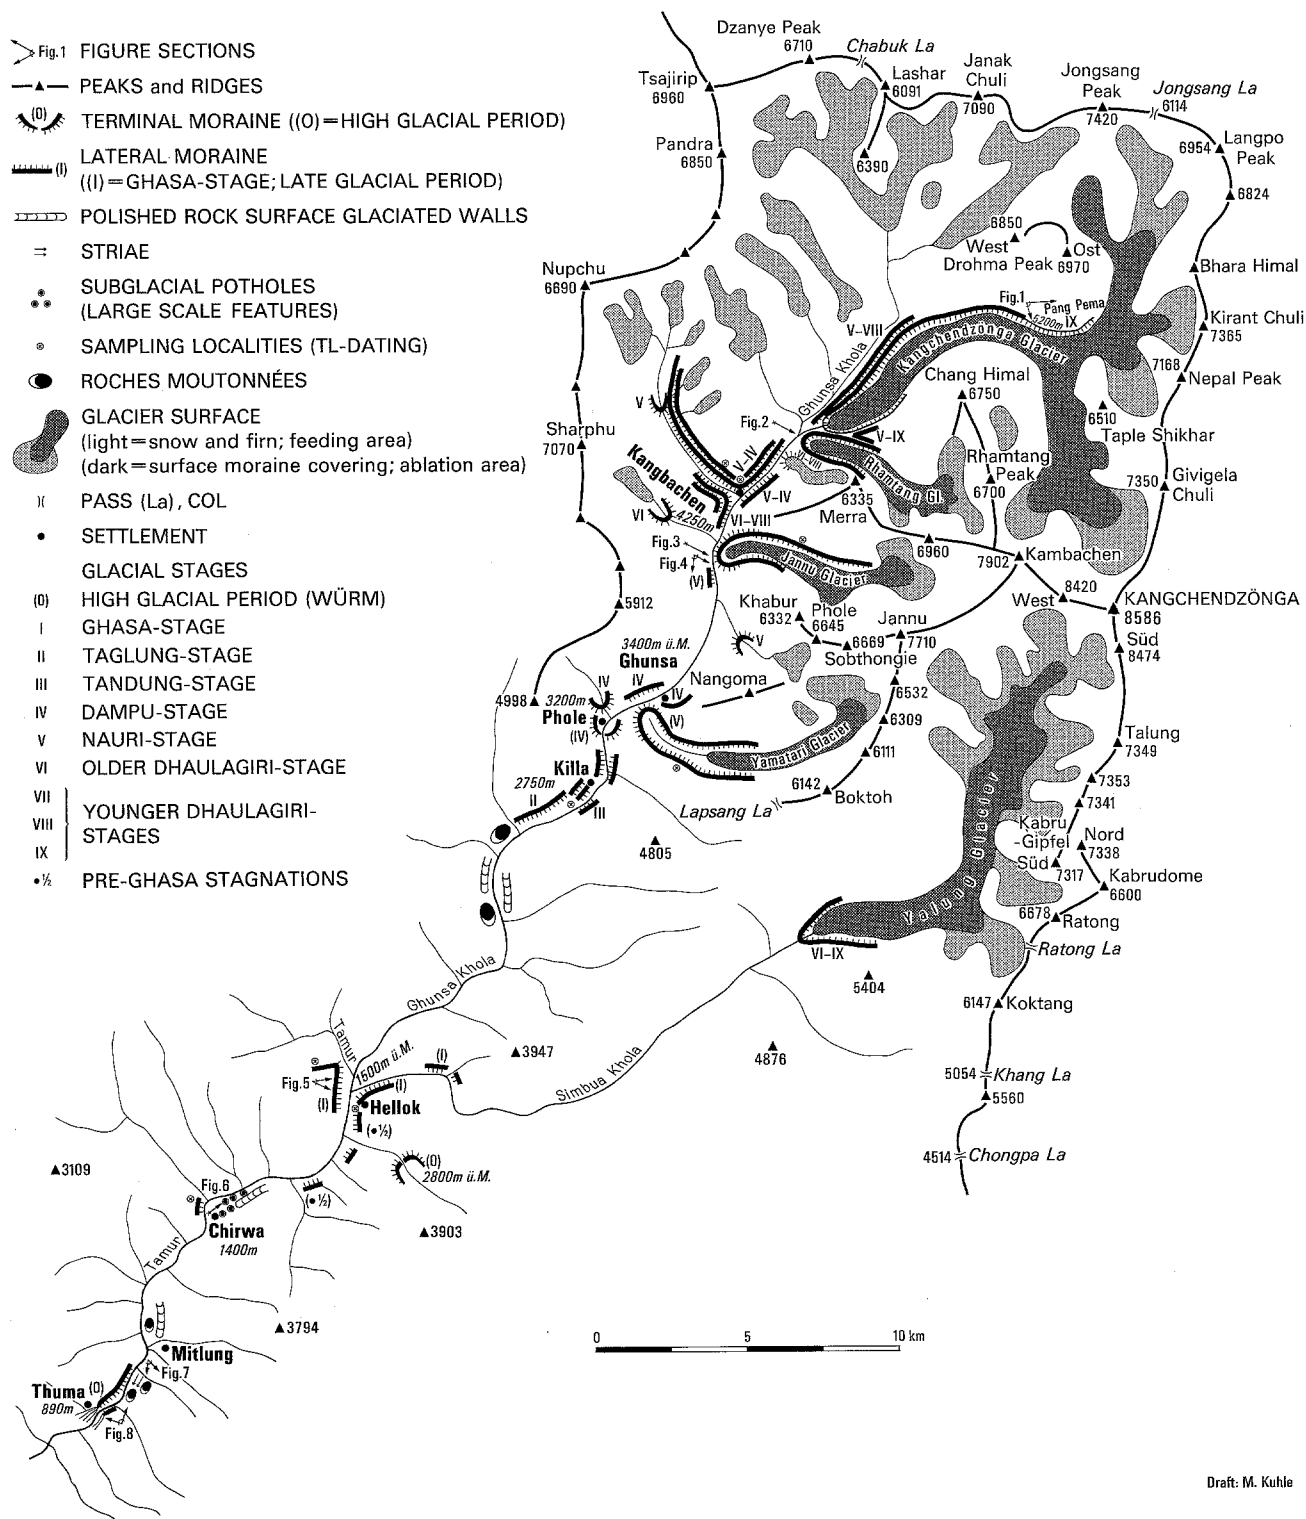 Fig.1 FIGURE SECTIONS
PEAKS and RIDGES
(0) TERMINAL MORAINE ((0)=HIGH GLACIAL PERIOD)
LATERAL MORAINE
(I) ((I)=GHASA-STAGE; LATE GLACIAL PERIOD)
POLISHED ROCK SURFACE GLACIATED WALLS
STRIAE
SUBGLACIAL POTHOLES
(LARGE SCALE FEATURES)
SAMPLING LOCALITIES (TL-DATING)
ROCHES MOUTONNÉES
GLACIER SURFACE
(light=snow and firn; feeding area)
(dark=surface moraine covering; ablation area)
PASS (La), COL
SETTLEMENT
GLACIAL STAGES
(0) HIGH GLACIAL PERIOD (WÜRM)
I GHASA-STAGE
II TAGLUNG-STAGE
III TANDUNG-STAGE
IV DAMPU-STAGE
V NAURI-STAGE
VI OLDER DHAULAGIRI-STAGE
VII
VIII YOUNGER DHAULAGIRI-
STAGES
IX
•½ PRE-GHASA STAGNATIONS
Dzanye Peak
6710
Chabuk La
Tsajirip
6960
Lashar
6091
Janak
Chuli
7090
Jongsang
Peak
7420
Jongsang La
6114
Pandra
6850
6390
6954 Langpo
Peak
6824
6850
West Ost
Drohma Peak 6970
Bhara Himal
Nupchu
6690
Fig.1
Pang Pema
5200m IX
V-VIII
Kangchendzonga Glacier
Ghunsa Khola
Kirant Chuli
7365
7168
Nepal Peak
Chang Himal
6750
6510
Taple Shikhar
V
Fig.2
V-IX
Sharphu
7070
V-IV
VI-VIII
Rhamtang Gl.
Rhamtang
Peak
6700
7350 Givigela
Chuli
Kangbachen
4250m
V-IV
6335
Merra
VI
VI-VIII
Fig.3
Fig.4
(V)
Jannu Glacier
6960
7902 Kambachen
8420
West
KANGCHENDZÖNGA
8586
Süd
8474
5912
Khabur
6332
Phole
6645
Jannu
7710
6669
Sobthongie
V
3400m ü.M.
Ghunsa
IV
IV
IV
Nangoma
6532
6309
4998
3200m
Phole
(IV)
(V)
Yamatari Glacier
6111
Talung
7349
Killa
2750m
II
III
6142
Boktoh
Lapsang La
7353
7341
Kabru
-Gipfel
Süd
7317
Nord
7338
4805
Yalung Glacier
Kabrudome
6600
6678
Ratong
Ratong La
VI-IX
5404
6147 Koktang
Ghunsa Khola
Tamur
1600m ü.M.
(I)
3947
4876
Simbua Khola
5054 Khang La
5560
Fig.5
(I)
(I)
Hellok
(•½)
4514 Chongpa La
3109
(0)
2800m ü.M.
Fig.6
(•½)
Chirwa
1400m
3903
Tamur
3794
0 5 10 km
Mitlung
Fig.7
Thuma (0)
890m
Fig.8
Draft: M. Kuhle